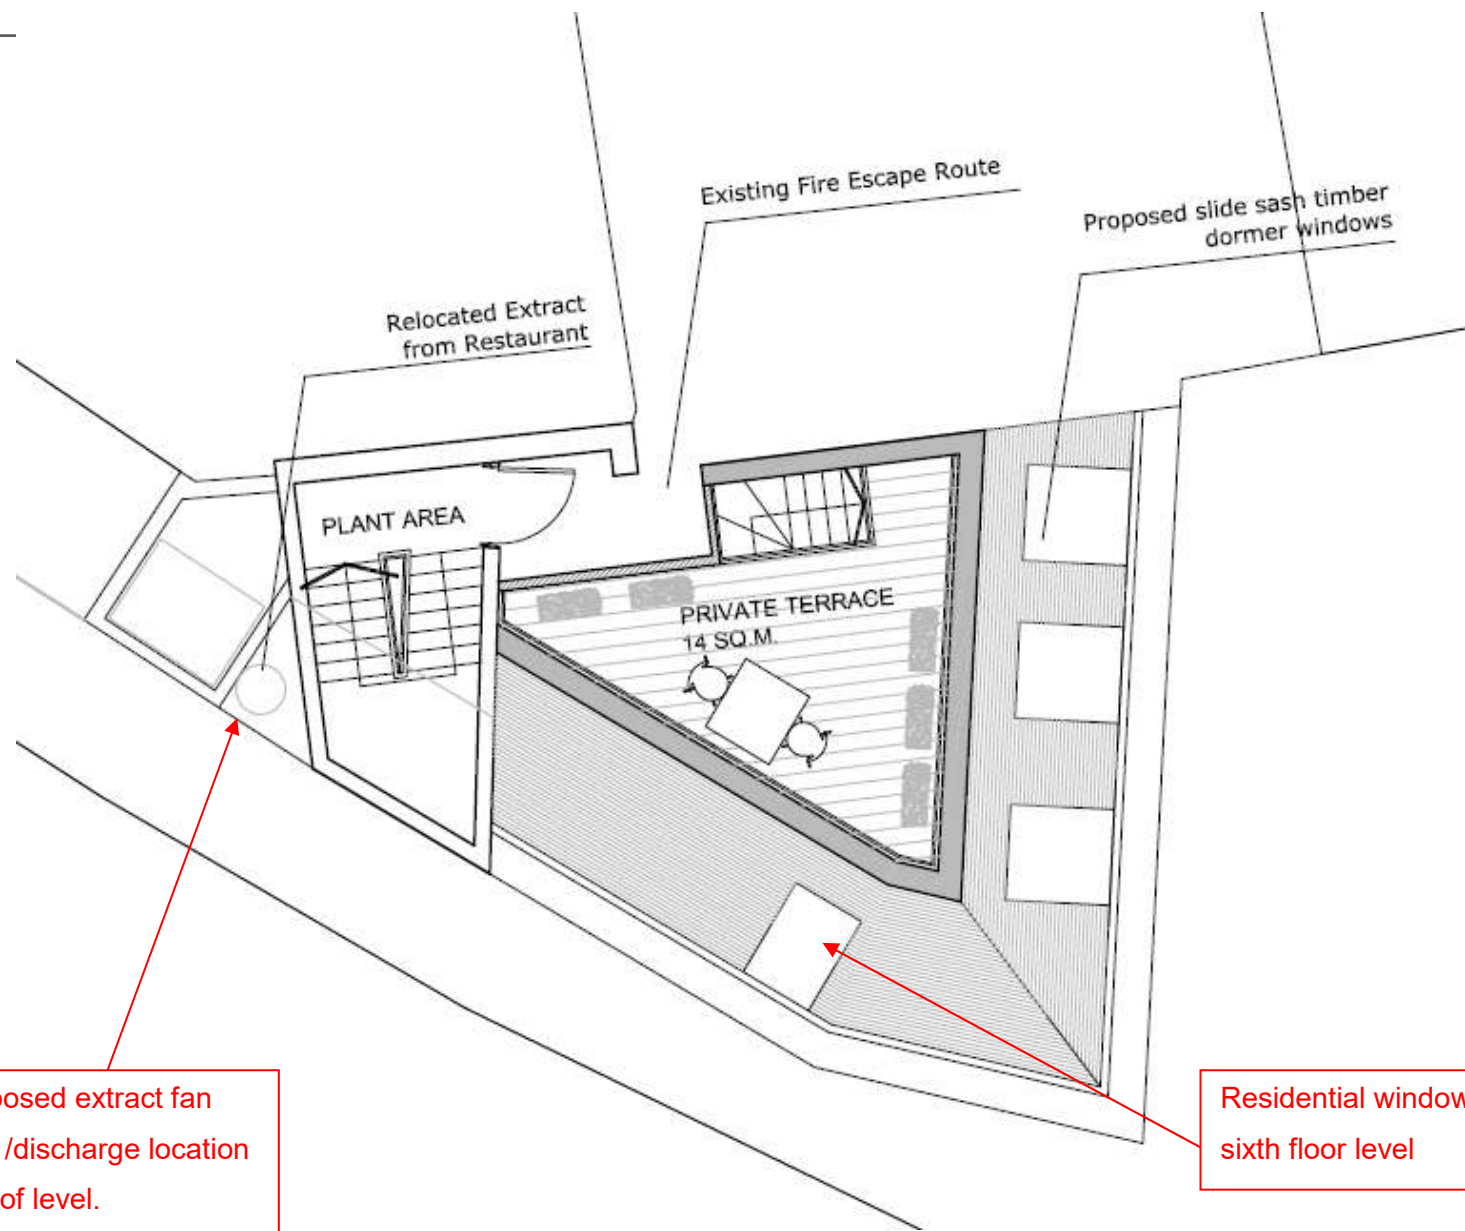 Existing Fire Escape Route
Proposed slide sash timber
dormer windows
Relocated Extract
from Restaurant
PLANT AREA
PRIVATE TERRACE
14 SQ.M.
posed extract fan
/discharge location
of level.
Residential window
sixth floor level